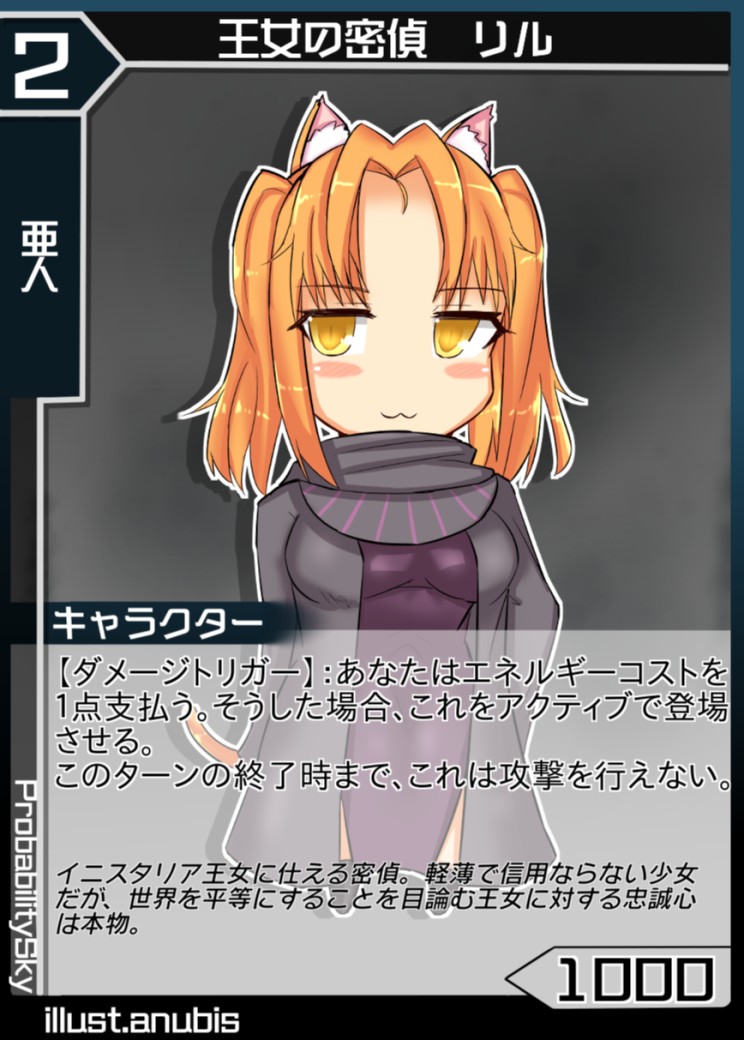 2
王女の密偵　リル
亜人
キャラクター
【ダメージトリガー】：あなたはエネルギーコストを
1点支払う。そうした場合、これをアクティブで登場
させる。
このターンの終了時まで、これは攻撃を行えない。
イニスタリア王女に仕える密偵。軽薄で信用ならない少女
だが、世界を平等にすることを目論む王女に対する忠誠心
は本物。
ProbabilitySky
1000
illust.anubis